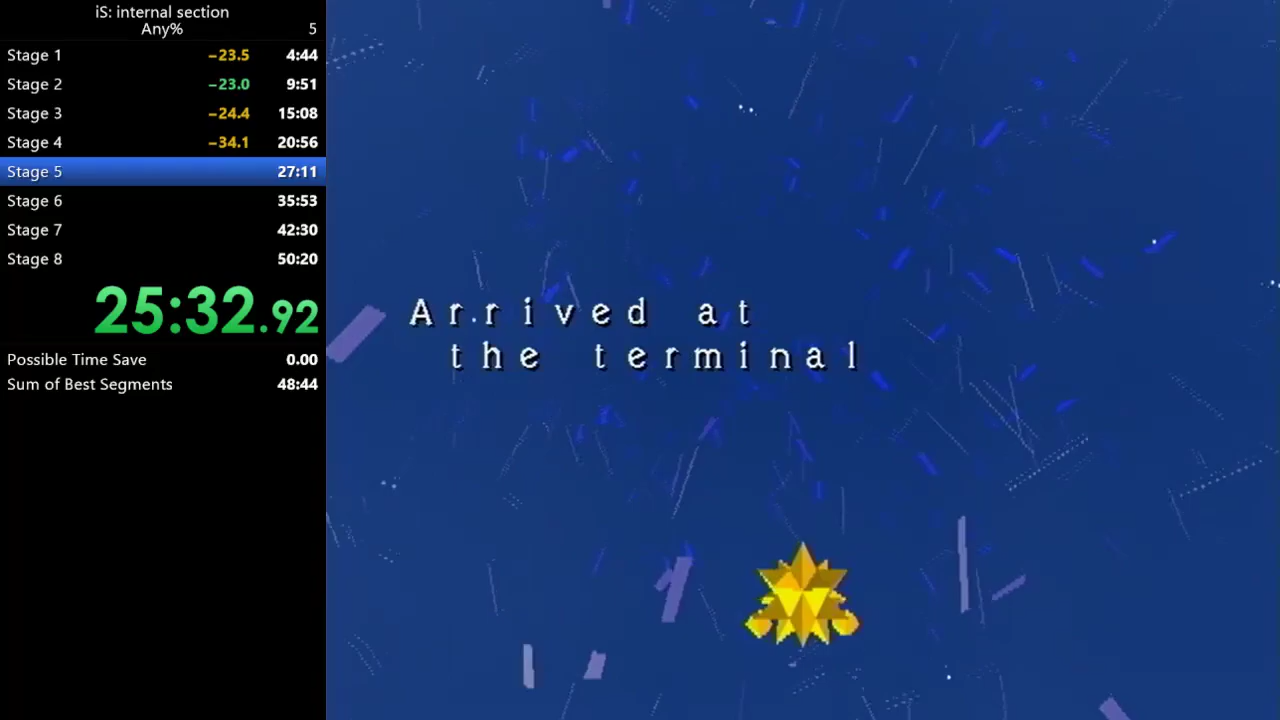 iS: internal section
Any% 5
Stage 1 −23.5 4:44
Stage 2 −23.0 9:51
Stage 3 −24.4 15:08
Stage 4 −34.1 20:56
Stage 5 27:11
Stage 6 35:53
Stage 7 42:30
Stage 8 50:20
25:32.92
Possible Time Save 0.00
Sum of Best Segments 48:44
Arrived at
the terminal